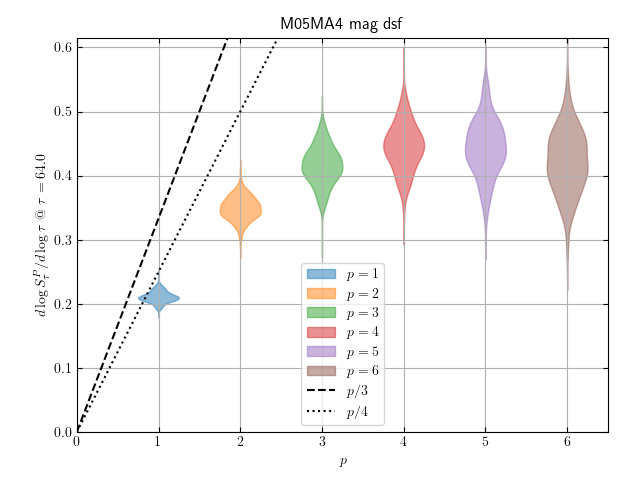 M05MA4 mag dsf
d log S_τ^P / d log τ @ τ = 64.0
0.6
0.5
0.4
0.3
0.2
0.1
0.0
p = 1
p = 2
p = 3
p = 4
p = 5
p = 6
p/3
p/4
0 1 2 3 4 5 6
p